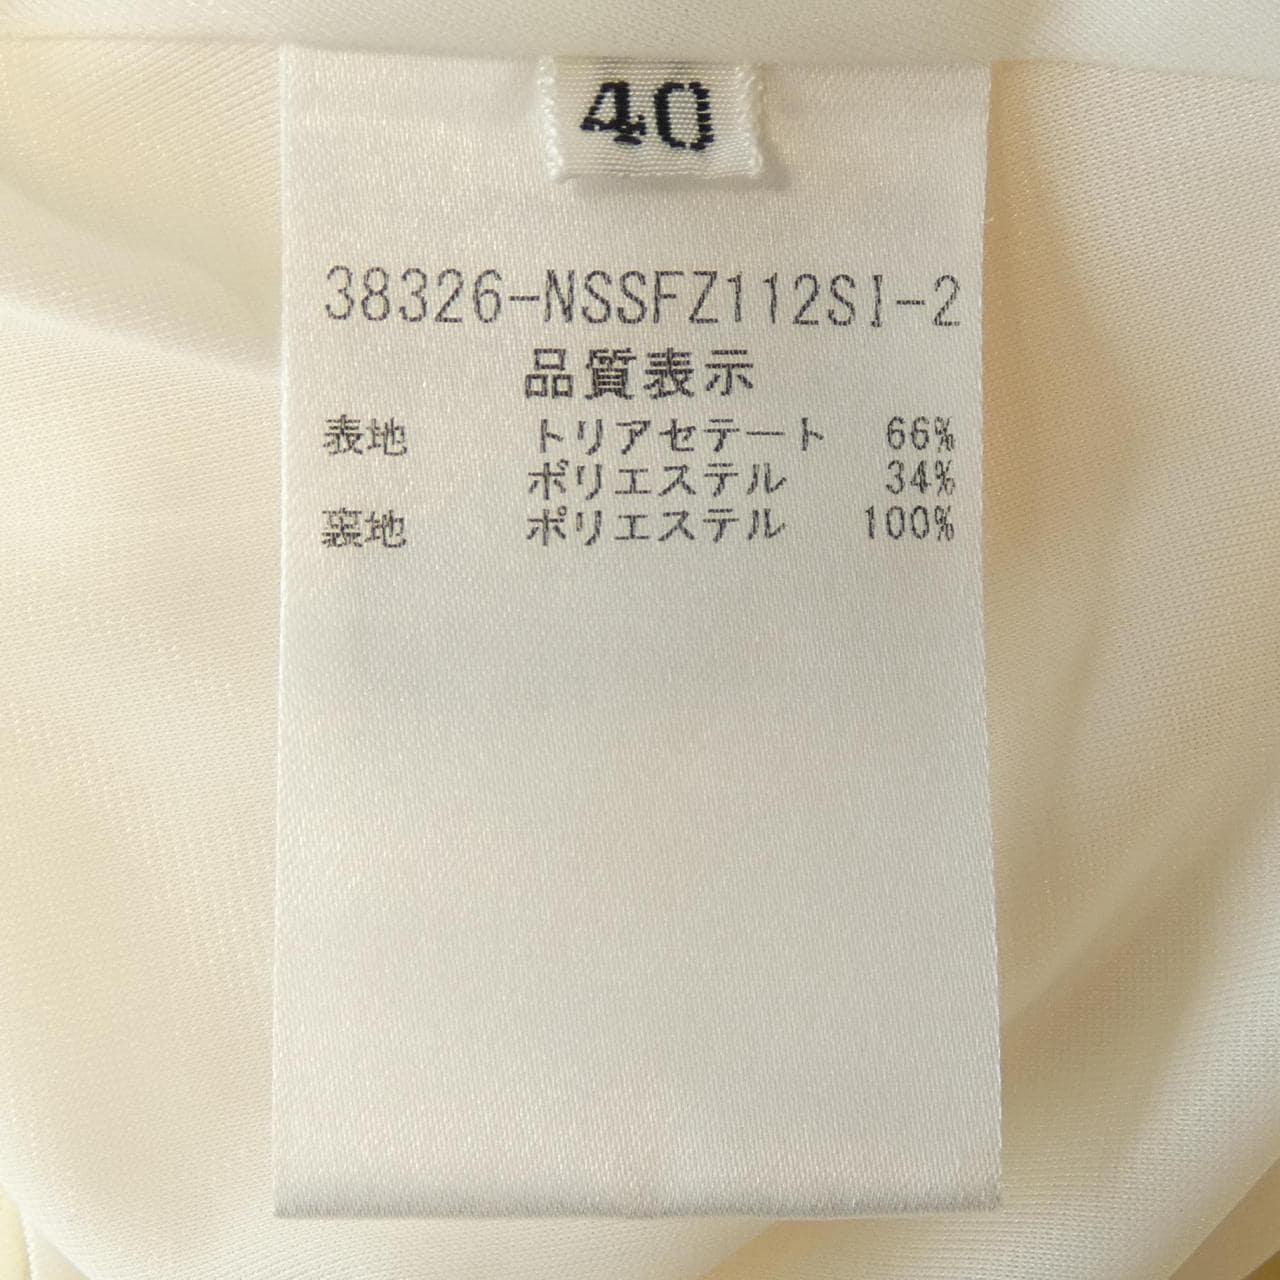 40
38326-NSSFZ112SI-2
品質表示
表地 トリアセテート 66%
ポリエステル 34%
裏地 ポリエステル 100%